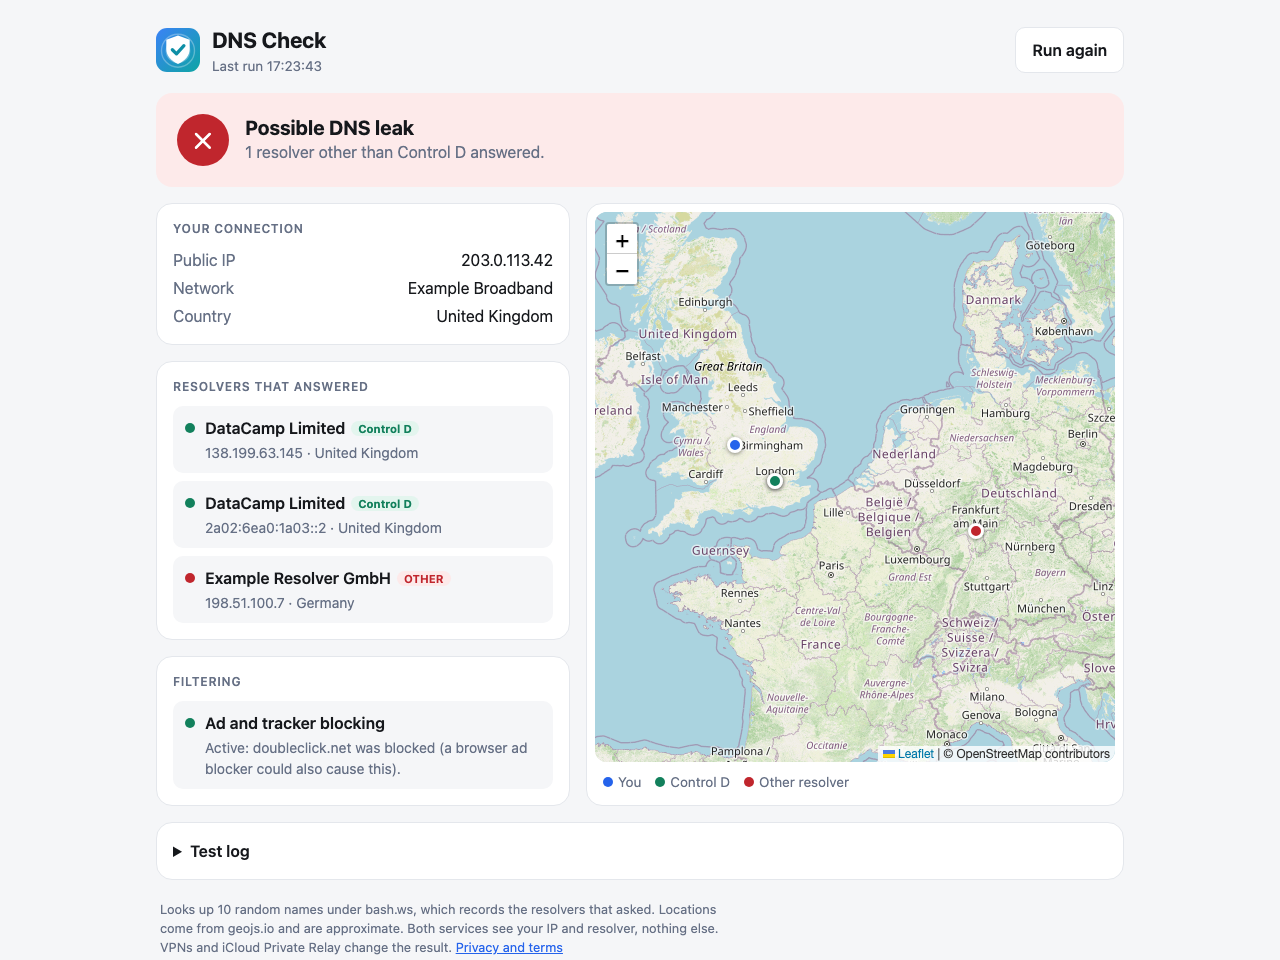 DNS Check
Last run 17:23:43
Run again
Possible DNS leak
1 resolver other than Control D answered.
YOUR CONNECTION
Public IP 203.0.113.42
Network Example Broadband
Country United Kingdom
RESOLVERS THAT ANSWERED
DataCamp Limited Control D
138.199.63.145 · United Kingdom
DataCamp Limited Control D
2a02:6ea0:1a03::2 · United Kingdom
Example Resolver GmbH OTHER
198.51.100.7 · Germany
FILTERING
Ad and tracker blocking
Active: doubleclick.net was blocked (a browser ad
blocker could also cause this).
+
−
/ Scotland
län
Göteborg
Danmark
Edinburgh
København
United Kingdom
Belfast
Great Britain
Isle of Man
Leeds
Schleswig-
Holstein
Mecklenburg-
Vorpommern
Manchester
Sheffield
reland
Groningen
Hamburg
Szcze
England
Berlin
Birmingham
Cymru /
Wales
Niedersachsen
Nederland
Magdeburg
Cardiff
London
Düsseldorf
Deutschland
België /
Belgique /
Belgien
Lille
Frankfurt
am Main
Dresden
Guernsey
Luxembourg
Nürnberg
Paris
Grand Est
Bayern
Rennes
Stuttgart
Linz
Centre-Val
de Loire
München
Nantes
Bourgogne-
Franche-
Comté
Schweiz /
Suisse /
Svizzera /
Svizra
Öster
France
Slove
Auvergne-
Rhône-Alpes
Nouvelle-
Aquitaine
Milano
Genova
Bologna
Hrv
Monaco
Occitanie
Pamplona /
Leaflet | © OpenStreetMap contributors
You Control D Other resolver
Test log
Looks up 10 random names under bash.ws, which records the resolvers that asked. Locations
come from geojs.io and are approximate. Both services see your IP and resolver, nothing else.
VPNs and iCloud Private Relay change the result. Privacy and terms